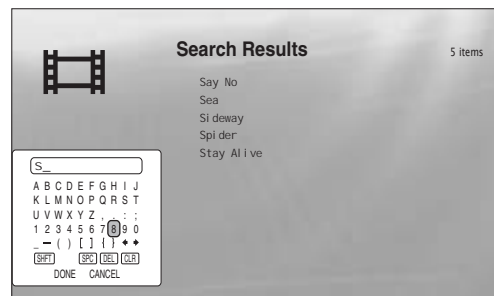 Search Results
5 items
Say No
Sea
Sideway
Spider
Stay Alive
S_
A B C D E F G H I J
K L M N O P Q R S T
U V W X Y Z , . : ;
1 2 3 4 5 6 7 8 9 0
_ – ( ) [ ] { }
SHFT SPC DEL CLR
DONE CANCEL